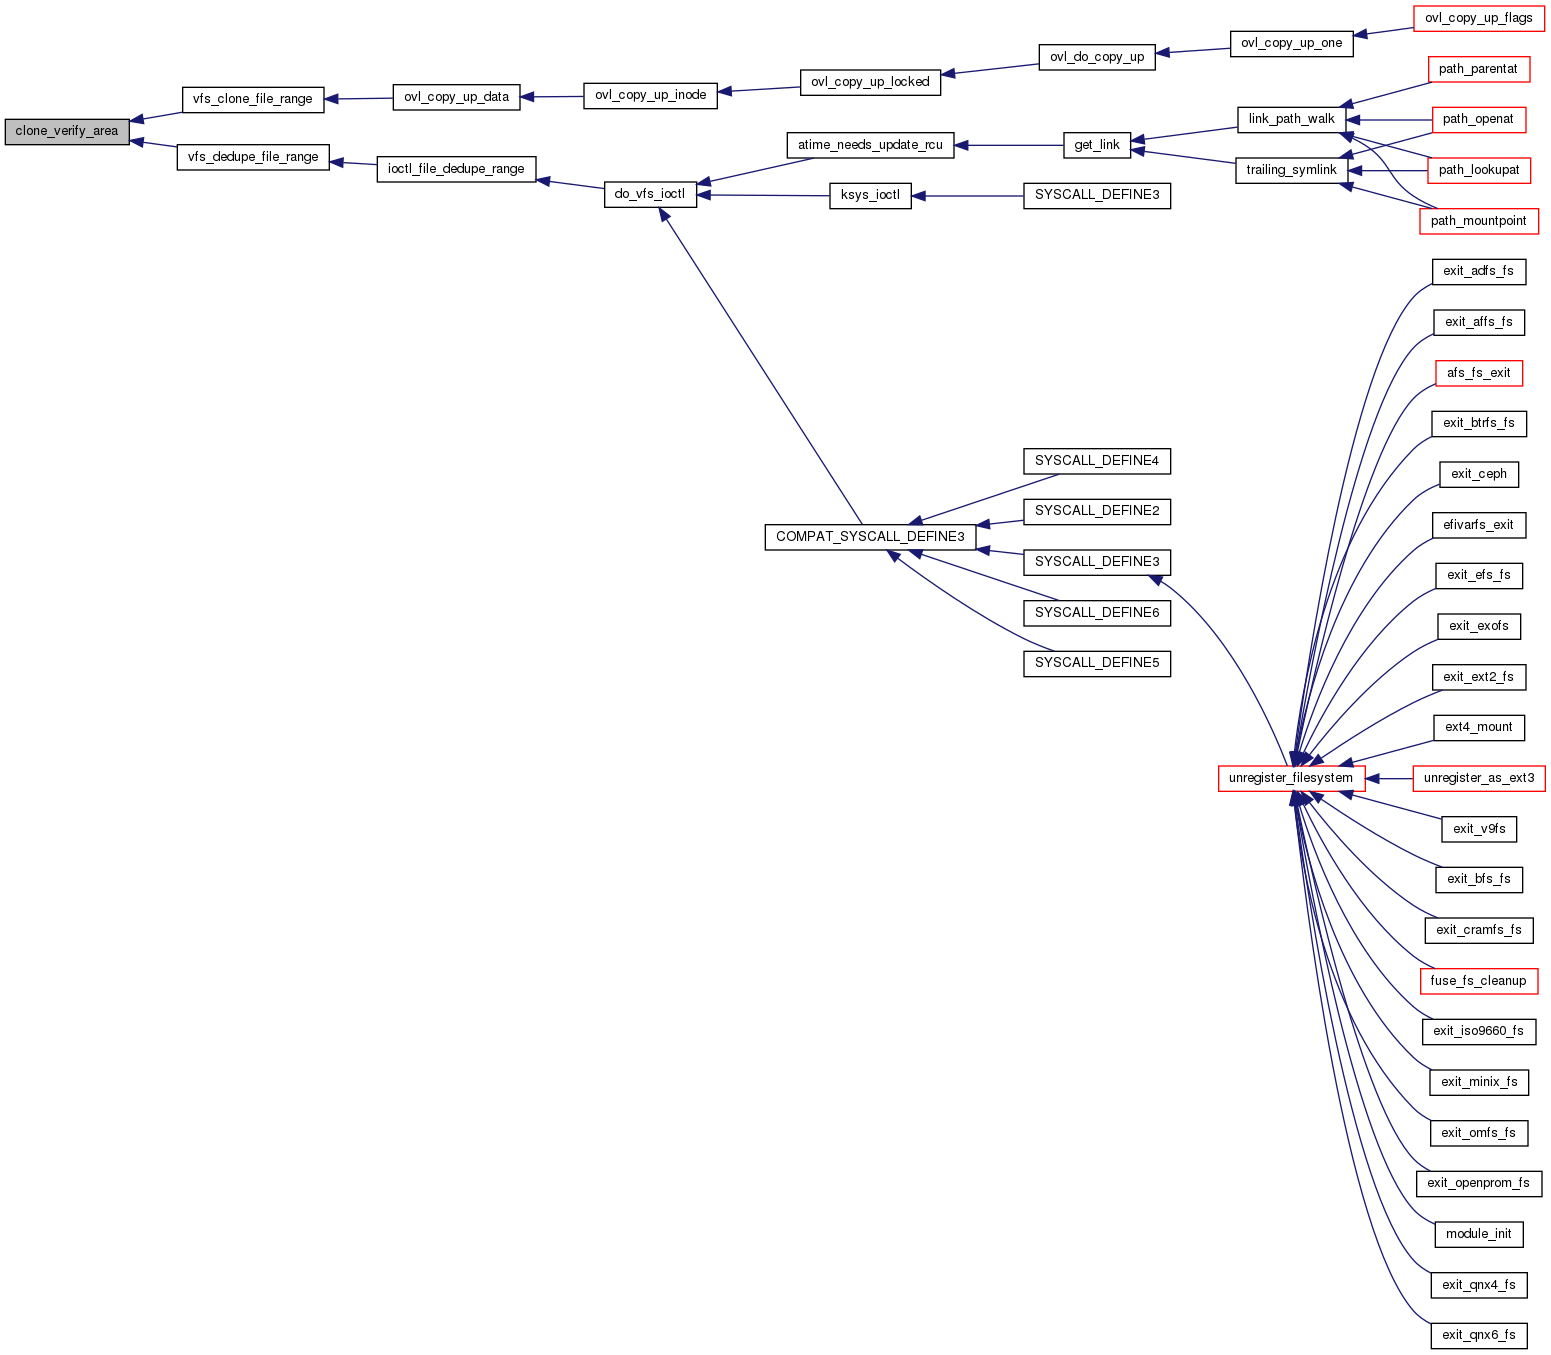 clone_verify_area
vfs_clone_file_range
vfs_dedupe_file_range
ovl_copy_up_data
ioctl_file_dedupe_range
ovl_copy_up_inode
do_vfs_ioctl
ovl_copy_up_locked
atime_needs_update_rcu
ksys_ioctl
COMPAT_SYSCALL_DEFINE3
ovl_do_copy_up
get_link
SYSCALL_DEFINE3
SYSCALL_DEFINE4
SYSCALL_DEFINE2
SYSCALL_DEFINE3
SYSCALL_DEFINE6
SYSCALL_DEFINE5
ovl_copy_up_one
link_path_walk
trailing_symlink
unregister_filesystem
ovl_copy_up_flags
path_parentat
path_openat
path_lookupat
path_mountpoint
exit_adfs_fs
exit_affs_fs
afs_fs_exit
exit_btrfs_fs
exit_ceph
efivarfs_exit
exit_efs_fs
exit_exofs
exit_ext2_fs
ext4_mount
unregister_as_ext3
exit_v9fs
exit_bfs_fs
exit_cramfs_fs
fuse_fs_cleanup
exit_iso9660_fs
exit_minix_fs
exit_omfs_fs
exit_openprom_fs
module_init
exit_qnx4_fs
exit_qnx6_fs